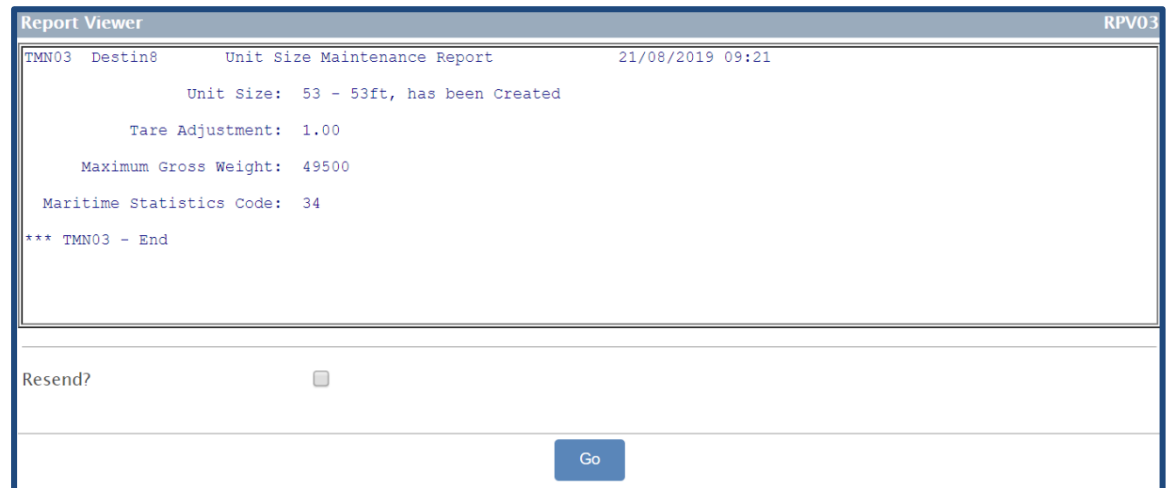 Report Viewer RPV03
TMN03 Destin8 Unit Size Maintenance Report 21/08/2019 09:21
Unit Size: 53 - 53ft, has been Created
Tare Adjustment: 1.00
Maximum Gross Weight: 49500
Maritime Statistics Code: 34
*** TMN03 - End
Resend?
Go